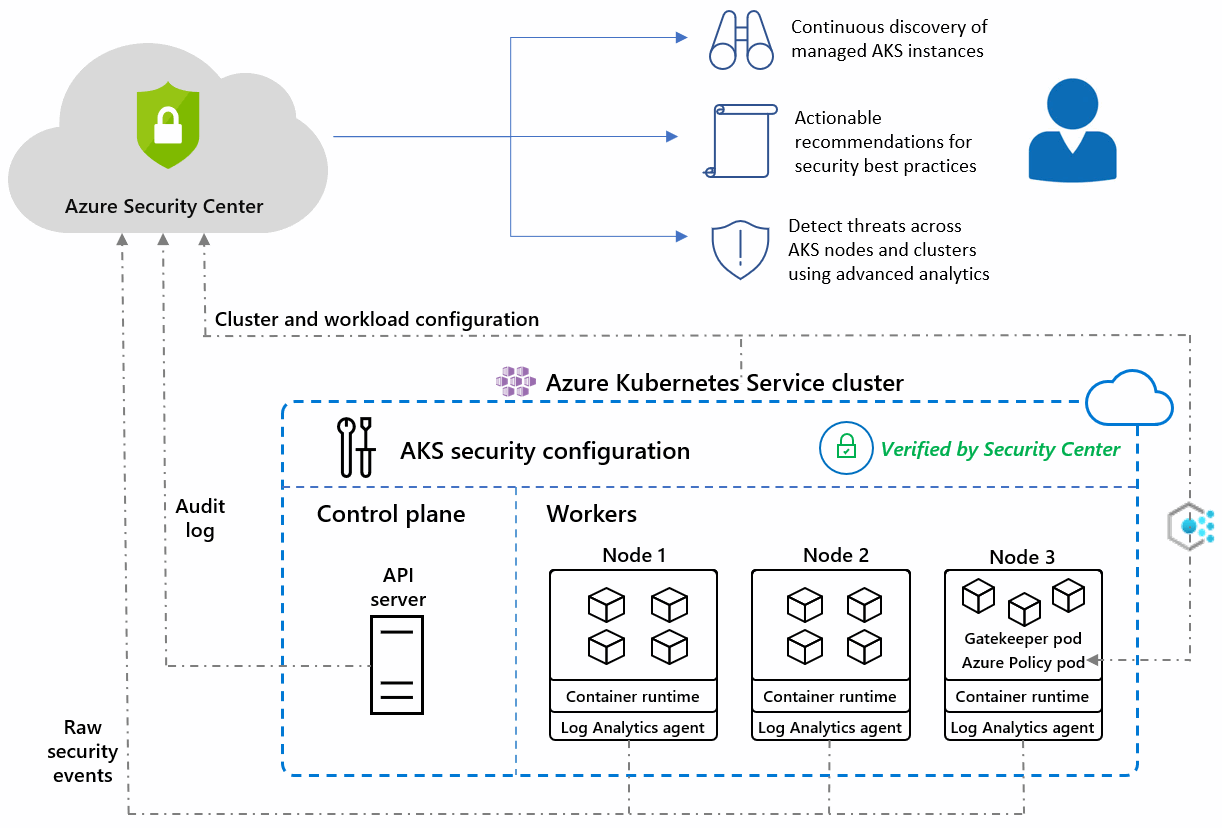 Continuous discovery of
managed AKS instances
Actionable
recommendations for
security best practices
Azure Security Center
Detect threats across
AKS nodes and clusters
using advanced analytics
Cluster and workload configuration
Azure Kubernetes Service cluster
AKS security configuration
Verified by Security Center
Audit
log
Control plane
Workers
API
server
Node 1
Node 2
Node 3
Gatekeeper pod
Azure Policy pod
Container runtime
Container runtime
Container runtime
Log Analytics agent
Log Analytics agent
Log Analytics agent
Raw
security
events